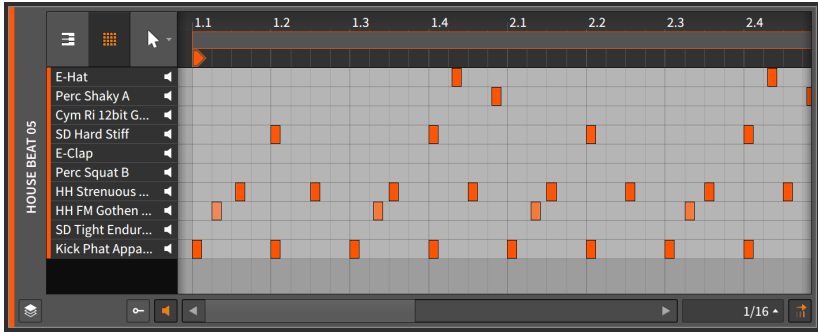 1.1 1.2 1.3 1.4 2.1 2.2 2.3 2.4
HOUSE BEAT 05
E-Hat
Perc Shaky A
Cym Ri 12bit G...
SD Hard Stiff
E-Clap
Perc Squat B
HH Strenuous ...
HH FM Gothen ...
SD Tight Endur...
Kick Phat Appa...
1/16